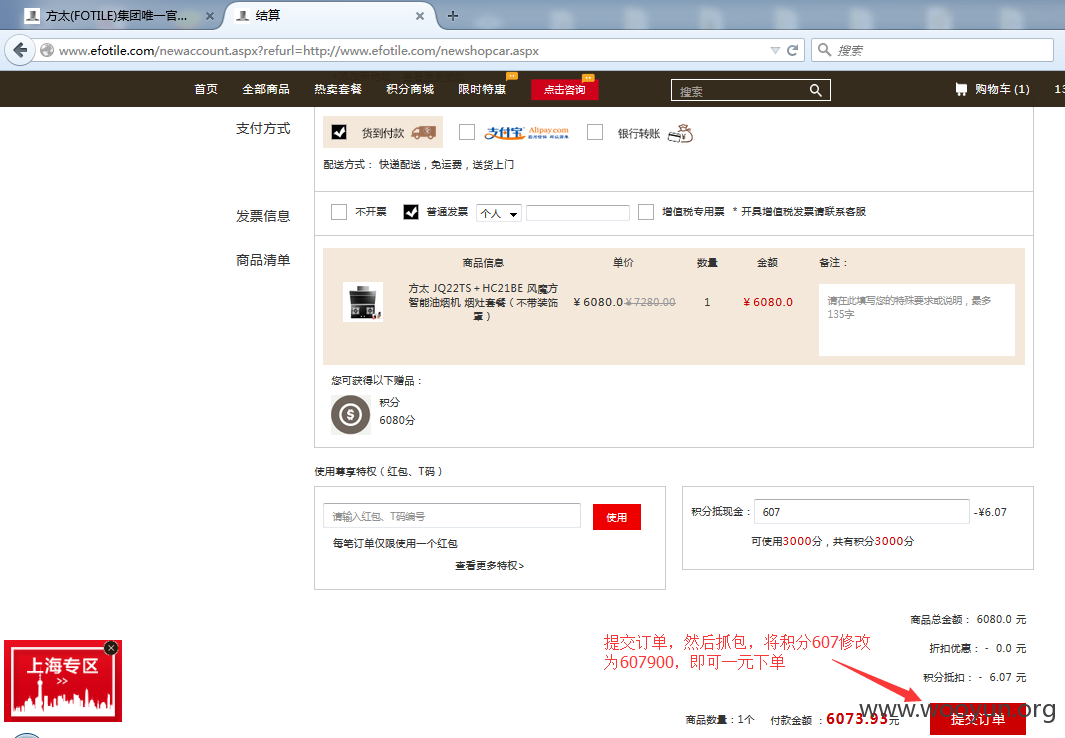 方太(FOTILE)集团唯一官...
结算
www.efotile.com/newaccount.aspx?refurl=http://www.efotile.com/newshopcar.aspx
搜索
首页 全部商品 热卖套餐 积分商城 限时特惠 点击咨询 搜索 购物车 (1) 13
支付方式
货到付款 支付宝 Alipay.com 银行转账
配送方式： 快递配送，免运费，送货上门
发票信息
不开票 普通发票 个人 增值税专用票 * 开具增值税发票请联系客服
商品清单
商品信息 单价 数量 金额 备注：
方太 JQ22TS＋HC21BE 风魔方
智能油烟机 烟灶套餐（不带装饰
罩）
¥ 6080.0 ¥ 7280.00 1 ¥ 6080.0
请在此填写您的特殊要求或说明，最多
135字
您可获得以下赠品：
积分
6080分
使用尊享特权（红包、T码）
请输入红包、T码编号 使用
每笔订单仅限使用一个红包
查看更多特权>
积分抵现金： 607 -¥6.07
可使用3000分，共有积分3000分
商品总金额： 6080.0 元
折扣优惠： - 0.0 元
积分抵扣： - 6.07 元
提交订单，然后抓包，将积分607修改
为607900，即可一元下单
上海专区
>>
商品数量：1个 付款金额 ：6073.93元 提交订单
www.wooyun.org